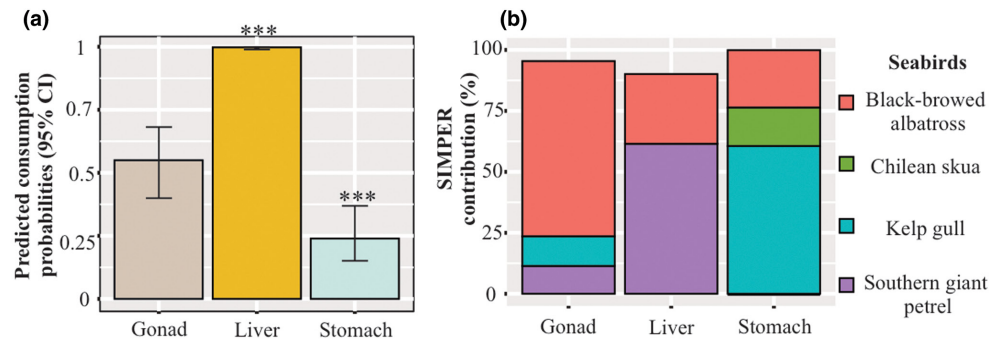 (a)
Predicted consumption
probabilities (95% CI)
1
0.7
0.5
0.25
0
***
***
Gonad
Liver
Stomach
(b)
SIMPER
contribution (%)
100
75
50
25
0
Gonad
Liver
Stomach
Seabirds
Black-browed
albatross
Chilean skua
Kelp gull
Southern giant
petrel